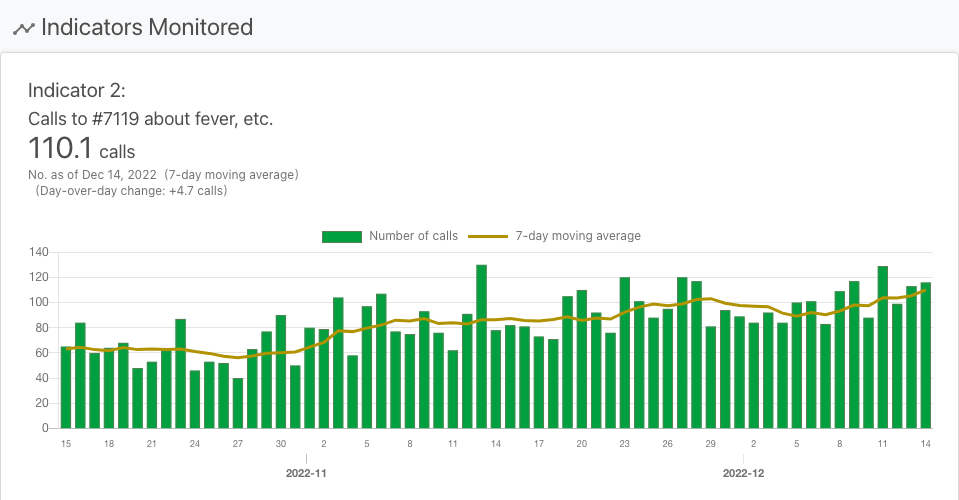 Indicators Monitored
Indicator 2:
Calls to #7119 about fever, etc.
110.1 calls
No. as of Dec 14, 2022 (7-day moving average)
(Day-over-day change: +4.7 calls)
Number of calls 7-day moving average
140
120
100
80
60
40
20
0
15 18 21 24 27 30 2 5 8 11 14 17 20 23 26 29 2 5 8 11 14
2022-11 2022-12